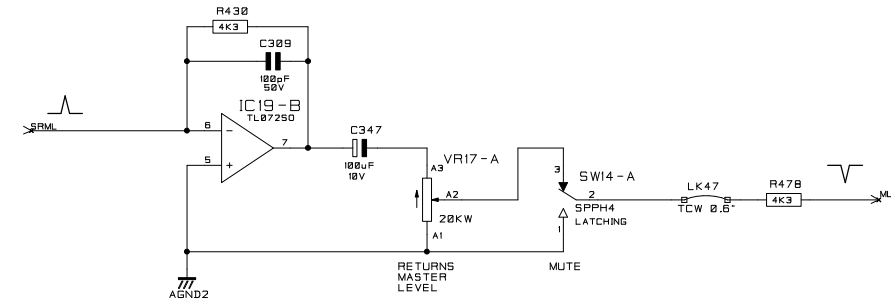 R430
4K3
C309
100pF
50V
IC19-B
TL072SO
SRML
6
7
5
C347
100uF
10V
A3
VR17-A
A2
20KW
A1
3
SW14-A
2
SPPH4
LATCHING
1
LK47
TCW 0.6"
R478
4K3
ML
AGND2
RETURNS
MASTER
LEVEL
MUTE